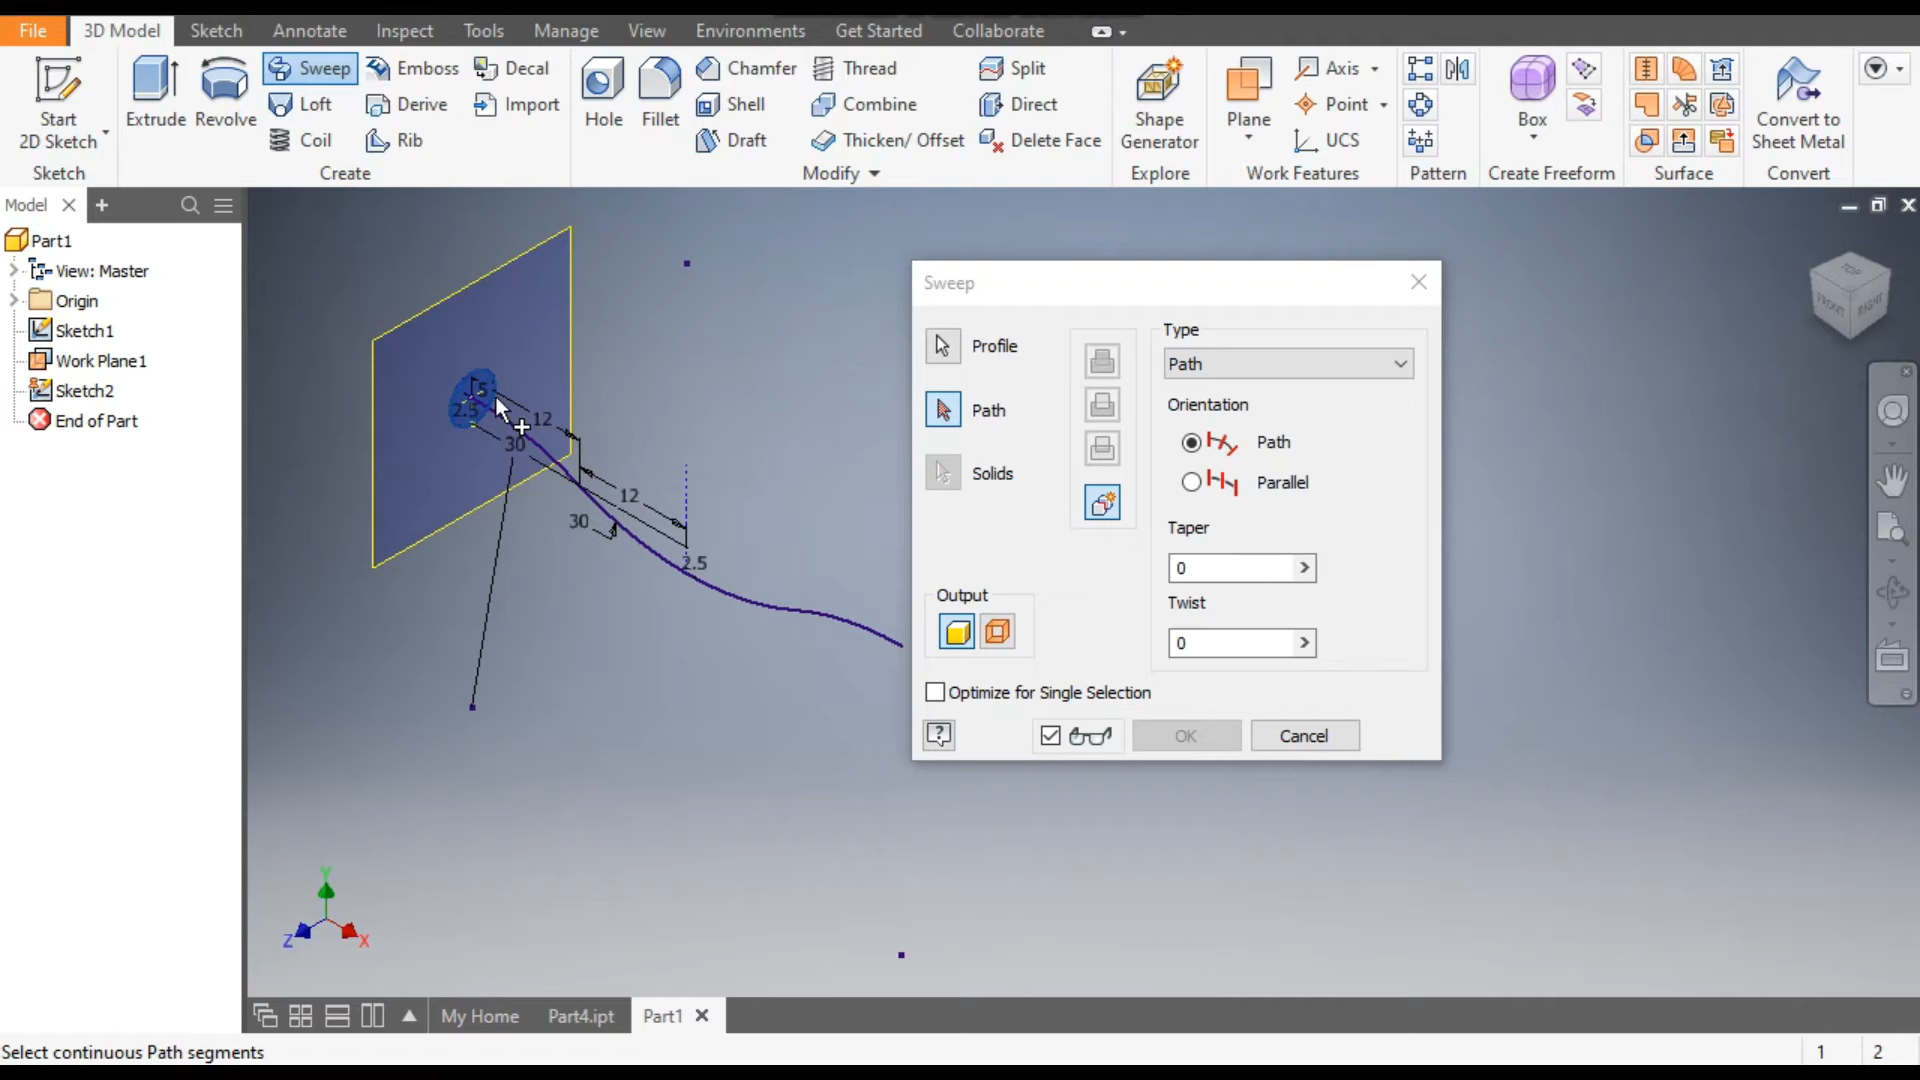 File 3D Model Sketch Annotate Inspect Tools Manage View Environments Get Started Collaborate
Start
2D Sketch
Sketch
Extrude Revolve
Sweep Emboss Decal
Loft Derive Import
Coil Rib
Create
Hole Fillet
Chamfer Thread Split
Shell Combine Direct
Draft Thicken/ Offset Delete Face
Modify
Shape
Generator
Explore
Plane
Axis
Point
UCS
Work Features
Pattern
Box
Create Freeform
Surface
Convert to
Sheet Metal
Convert
Model
Part1
View: Master
Origin
Sketch1
Work Plane1
Sketch2
End of Part
5
2.5
12
30
12
30
2.5
Y
Z
X
TOP
FRONT
RIGHT
Sweep
Profile
Path
Solids
Output
Type
Path
Orientation
Path
Parallel
Taper
0
Twist
0
Optimize for Single Selection
OK Cancel
My Home Part4.ipt Part1
Select continuous Path segments
1 2